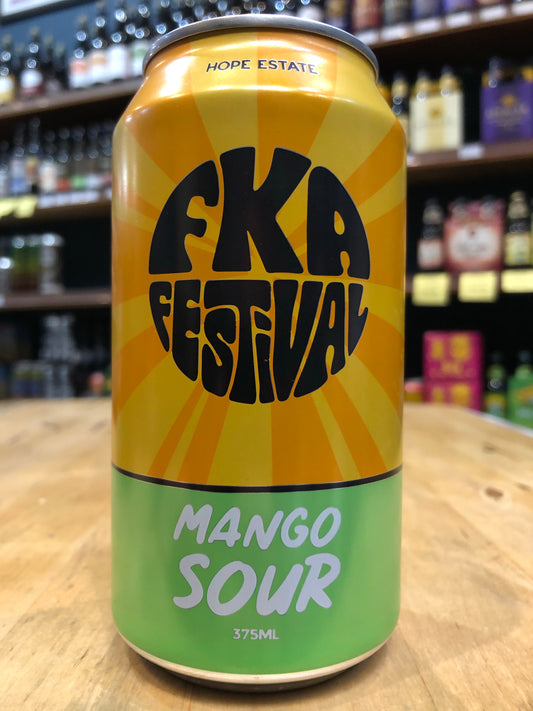 HOPE ESTATE
FKA
FESTiVAL
MANGO
SOUR
375ML